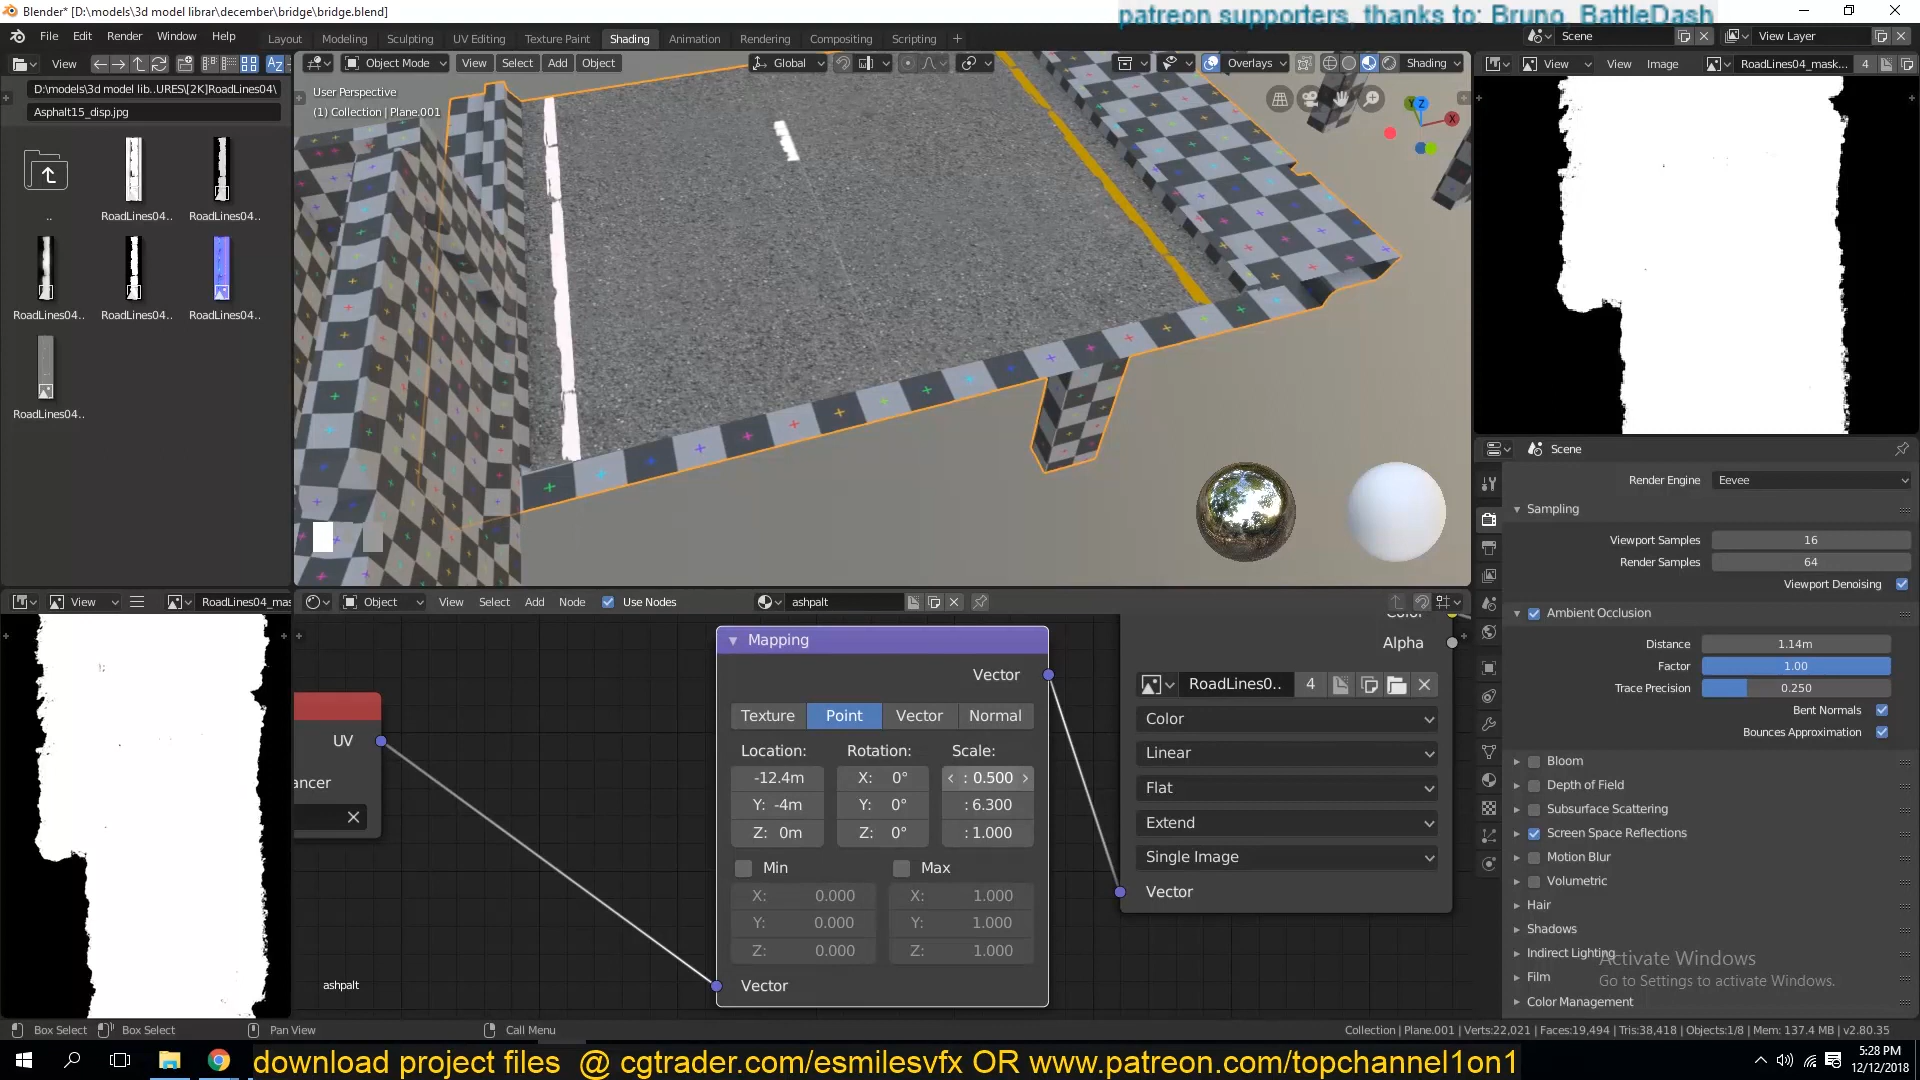 Blender* [D:\models\3d model librar\december\bridge\bridge.blend]
patreon supporters, thanks to: Bruno, BattleDash
File Edit Render Window Help
Layout Modeling Sculpting UV Editing Texture Paint Shading Animation Rendering Compositing Scripting +
Scene View Layer
View
Object Mode View Select Add Object Global Overlays Shading
View Image RoadLines04_mask... 4
D:\models\3d model lib..URES\[2K]RoadLines04\
Asphalt15_disp.jpg
User Perspective
(1) Collection | Plane.001
..
RoadLines04..
RoadLines04..
RoadLines04..
RoadLines04..
RoadLines04..
RoadLines04..
Scene
Render Engine Eevee
Sampling
Viewport Samples 16
Render Samples 64
Viewport Denoising
Ambient Occlusion
Distance 1.14m
Factor 1.00
Trace Precision 0.250
Bent Normals
Bounces Approximation
Bloom
Depth of Field
Subsurface Scattering
Screen Space Reflections
Motion Blur
Volumetric
Hair
Shadows
Indirect Lighting
Film
Color Management
Activate Windows
Go to Settings to activate Windows.
View RoadLines04_mas
Object View Select Add Node Use Nodes ashpalt
UV
ancer
Mapping
Vector
Texture Point Vector Normal
Location: Rotation: Scale:
-12.4m X: 0° : 0.500
Y: -4m Y: 0° : 6.300
Z: 0m Z: 0° : 1.000
Min Max
X: 0.000 X: 1.000
Y: 0.000 Y: 1.000
Z: 0.000 Z: 1.000
Vector
Color
Alpha
RoadLines0.. 4
Color
Linear
Flat
Extend
Single Image
Vector
ashpalt
Box Select Box Select Pan View Call Menu
Collection | Plane.001 | Verts:22,021 | Faces:19,494 | Tris:38,418 | Objects:1/8 | Mem: 137.4 MB | v2.80.35
download project files @ cgtrader.com/esmilesvfx OR www.patreon.com/topchannel1on1
5:28 PM
12/12/2018